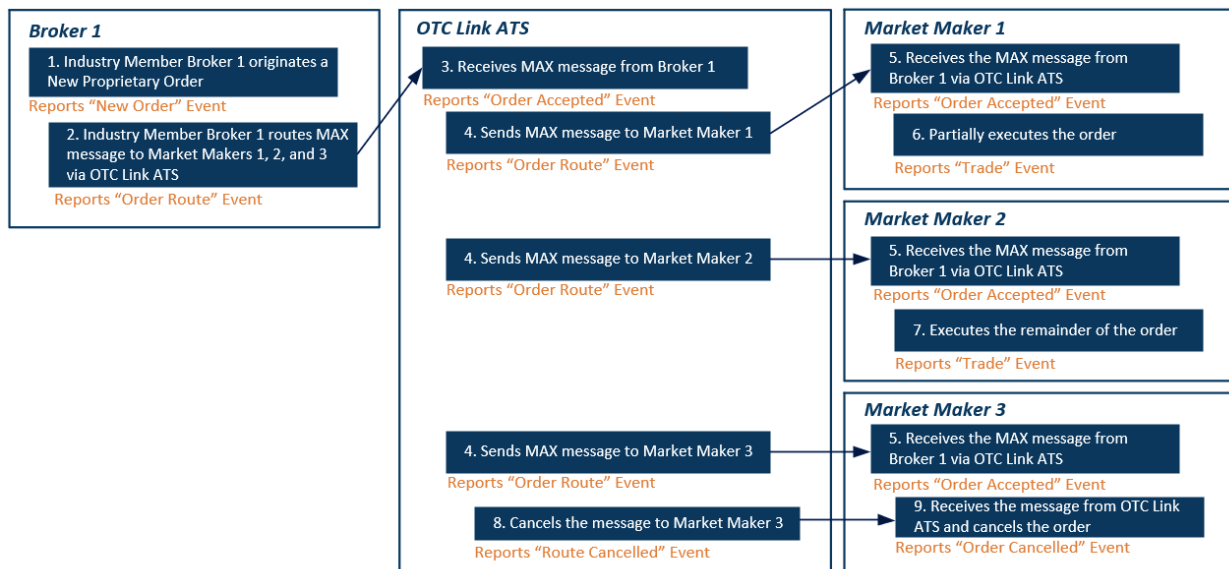 Broker 1
1. Industry Member Broker 1 originates a
New Proprietary Order
Reports “New Order” Event
2. Industry Member Broker 1 routes MAX
message to Market Makers 1, 2, and 3
via OTC Link ATS
Reports “Order Route” Event
OTC Link ATS
3. Receives MAX message from Broker 1
Reports “Order Accepted” Event
4. Sends MAX message to Market Maker 1
Reports “Order Route” Event
4. Sends MAX message to Market Maker 2
Reports “Order Route” Event
4. Sends MAX message to Market Maker 3
Reports “Order Route” Event
8. Cancels the message to Market Maker 3
Reports “Route Cancelled” Event
Market Maker 1
5. Receives the MAX message from
Broker 1 via OTC Link ATS
Reports “Order Accepted” Event
6. Partially executes the order
Reports “Trade” Event
Market Maker 2
5. Receives the MAX message from
Broker 1 via OTC Link ATS
Reports “Order Accepted” Event
7. Executes the remainder of the order
Reports “Trade” Event
Market Maker 3
5. Receives the MAX message from
Broker 1 via OTC Link ATS
Reports “Order Accepted” Event
9. Receives the message from OTC Link
ATS and cancels the order
Reports “Order Cancelled” Event